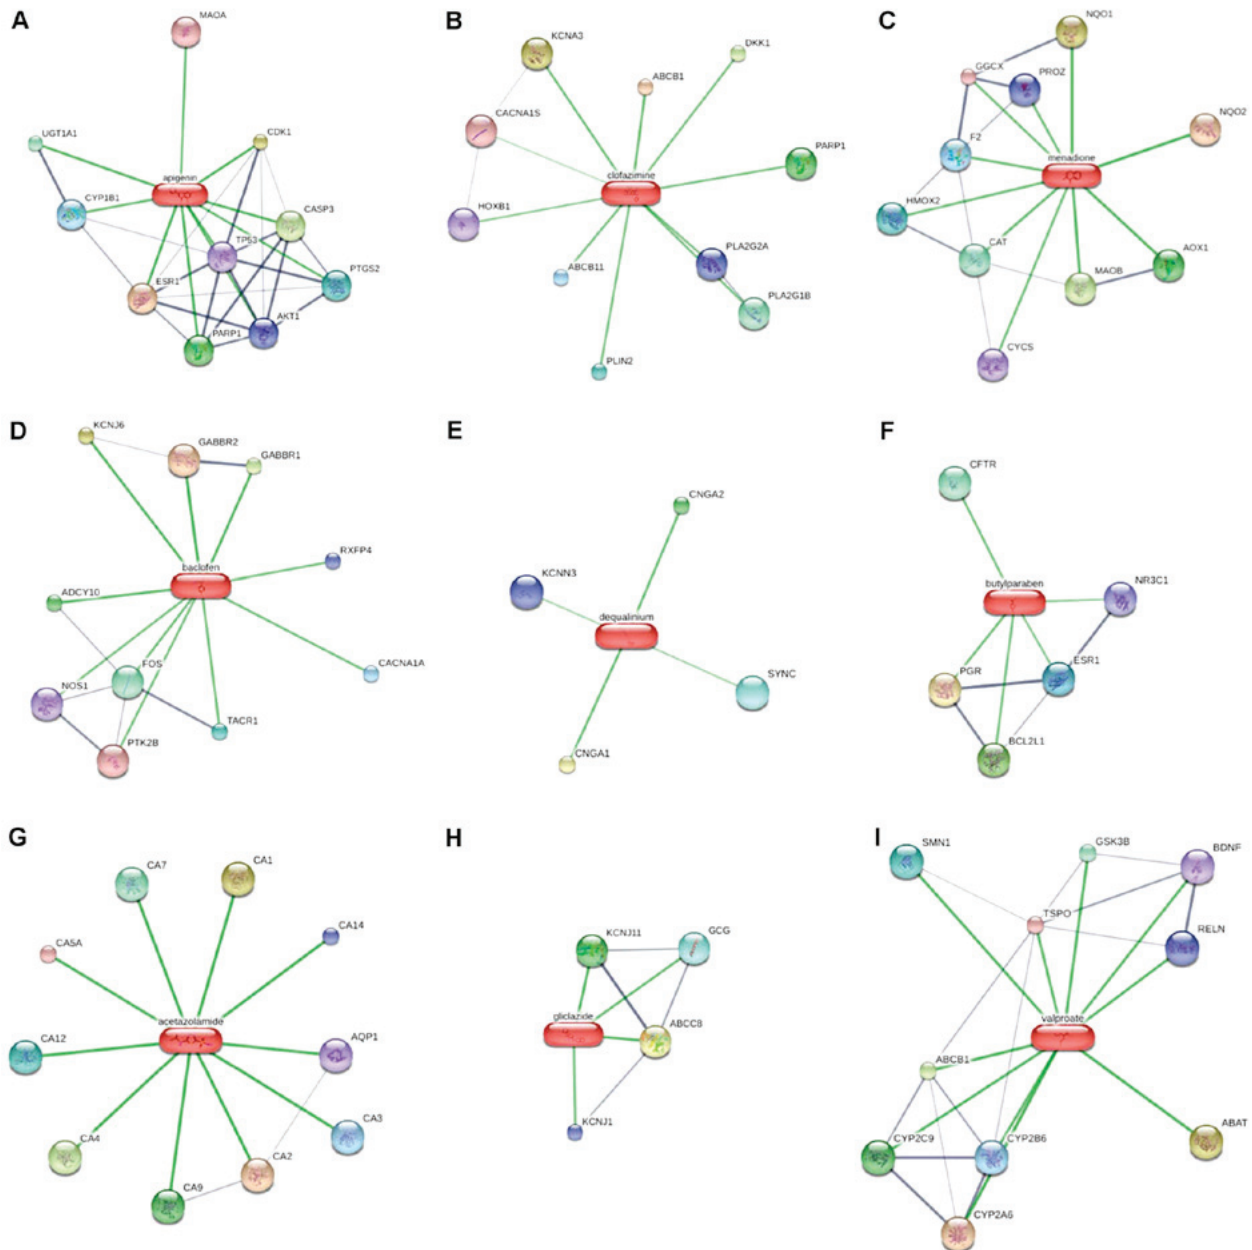 A
MAOA
UGT1A1
CDK1
apigenin
CYP1B1
CASP3
TP53
PTGS2
ESR1
AKT1
PARP1
B
KCNA3
DKK1
ABCB1
CACNA1S
PARP1
clofazimine
HOXB1
PLA2G2A
ABCB11
PLA2G1B
PLIN2
C
NQO1
GGCX
PROZ
NQO2
F2
menadione
HMOX2
CAT
AOX1
MAOB
CYCS
D
KCNJ6
GABBR2
GABBR1
RXFP4
baclofen
ADCY10
FOS
CACNA1A
NOS1
TACR1
PTK2B
E
CNGA2
KCNN3
dequalinium
SYNC
CNGA1
F
CFTR
butylparaben
NR3C1
PGR
ESR1
BCL2L1
G
CA7
CA1
CA14
CA5A
acetazolamide
CA12
AQP1
CA4
CA3
CA2
CA9
H
KCNJ11
GCG
gliclazide
ABCC8
KCNJ1
I
SMN1
GSK3B
BDNF
TSPO
RELN
valproate
ABCB1
CYP2C9
CYP2B6
ABAT
CYP2A6